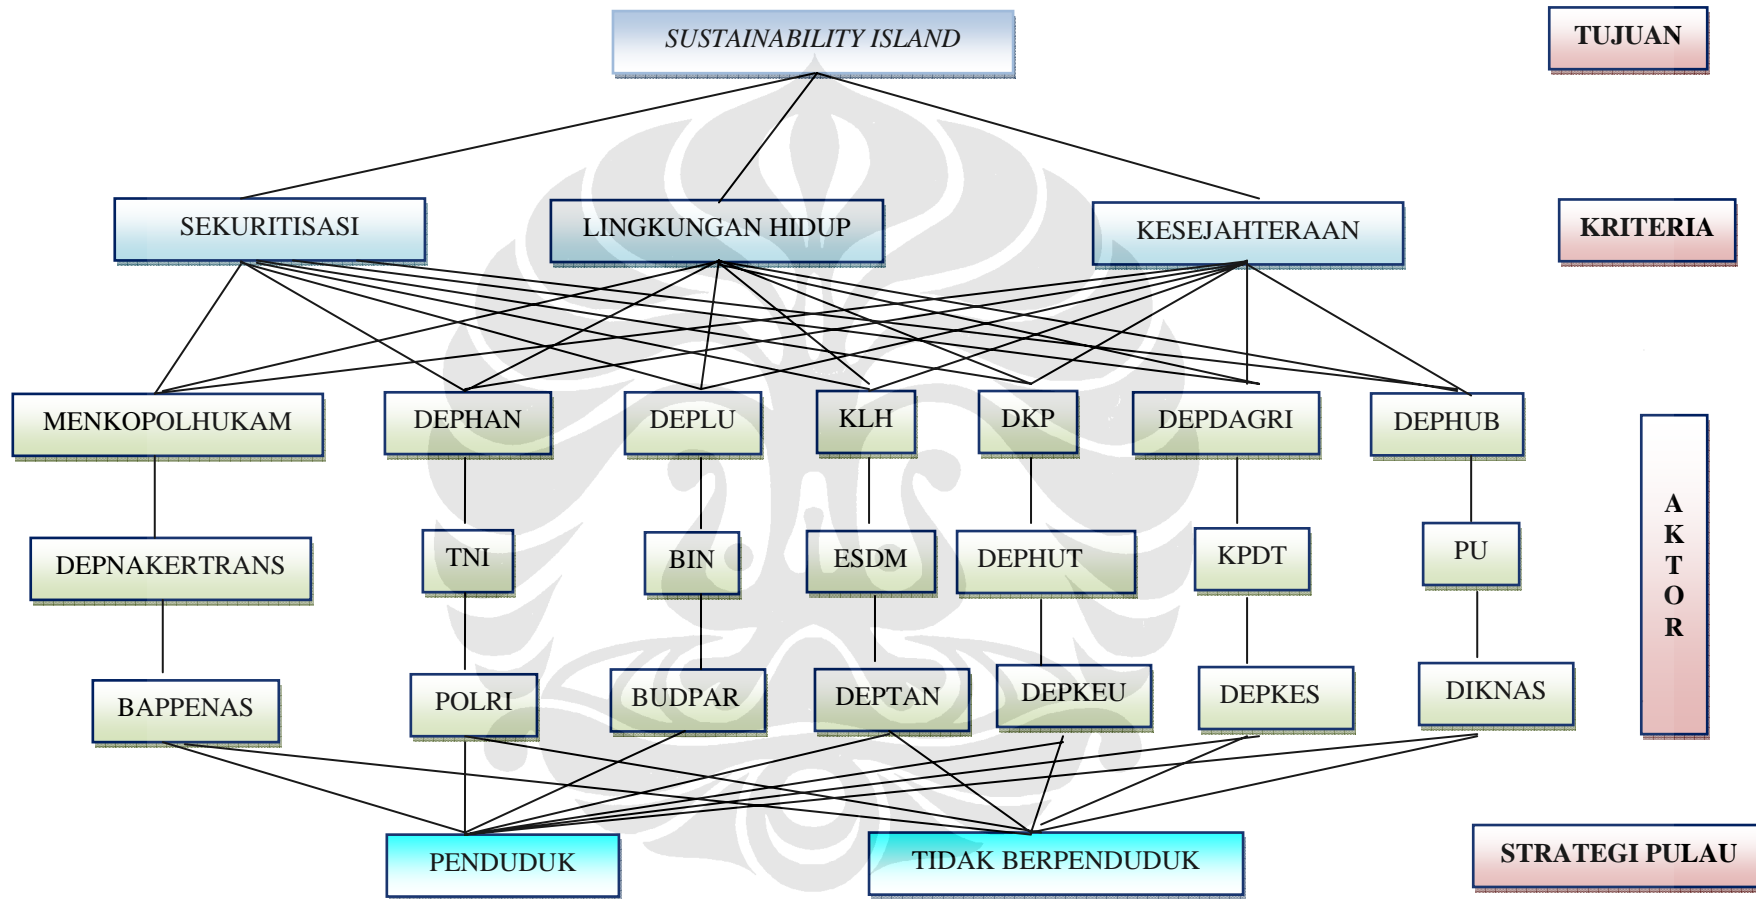 SUSTAINABILITY ISLAND
TUJUAN
SEKURITISASI
LINGKUNGAN HIDUP
KESEJAHTERAAN
KRITERIA
MENKOPOLHUKAM
DEPHAN
DEPLU
KLH
DKP
DEPDAGRI
DEPHUB
DEPNAKERTRANS
TNI
BIN
ESDM
DEPHUT
KPDT
PU
BAPPENAS
POLRI
BUDPAR
DEPTAN
DEPKEU
DEPKES
DIKNAS
A
K
T
O
R
PENDUDUK
TIDAK BERPENDUDUK
STRATEGI PULAU